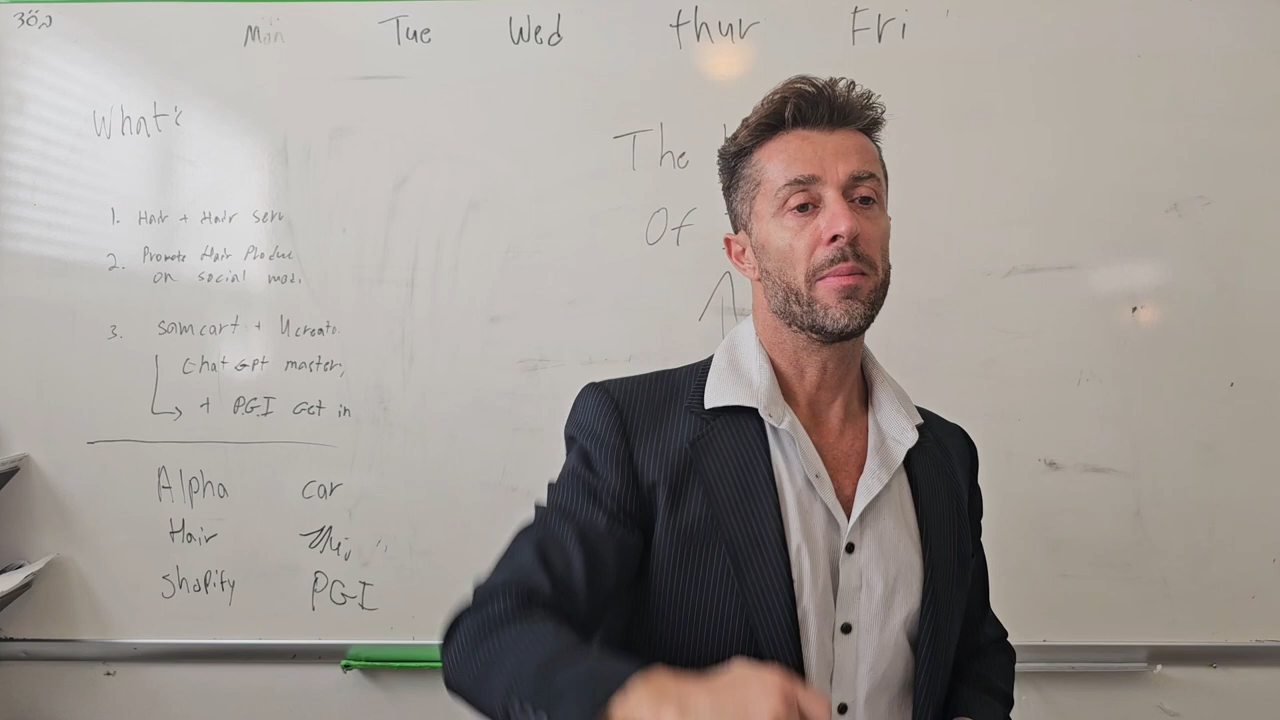 Mon Tue Wed thur Fri
What's
The
Of
1. Hair + Hair serv
2. Promote Hair Produc
on social med.
3. samcart + Ucreate
Chat GPT master,
+ PGI Get in
Alpha car
Hair
shopify PGI